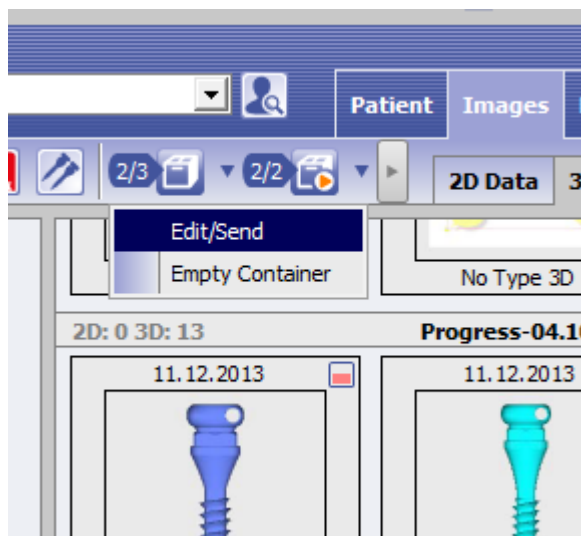 Patient Images
2/3 2/2 2D Data 3
Edit/Send
Empty Container
No Type 3D
2D: 0 3D: 13 Progress-04.1
11.12.2013 11.12.2013